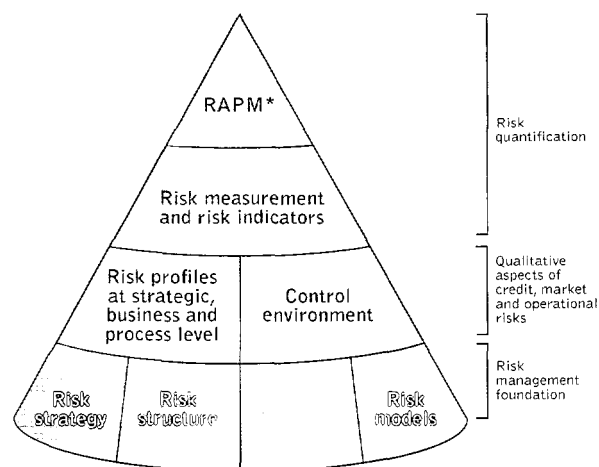 RAPM*
Risk
quantification
Risk measurement
and risk indicators
Risk profiles
at strategic,
business and
process level
Control
environment
Qualitative
aspects of
credit, market
and operational
risks
Risk
strategy
Risk
structure
Risk
models
Risk
management
foundation